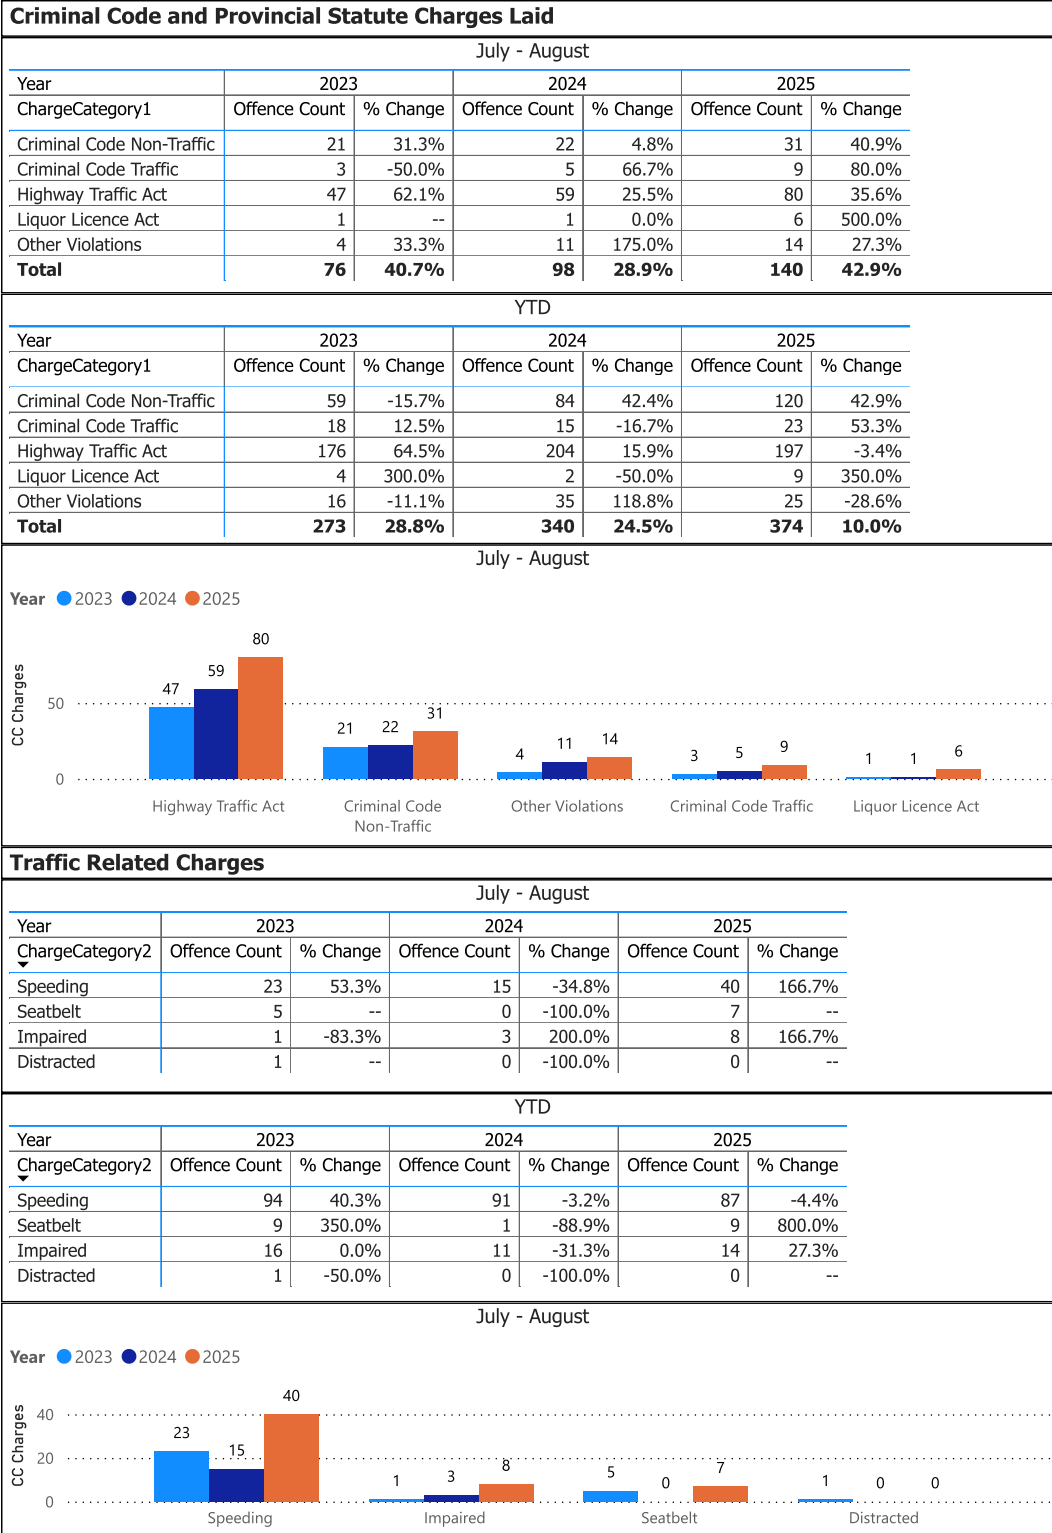 Criminal Code and Provincial Statute Charges Laid
July - August
Year 2023 2024 2025
ChargeCategory1 Offence Count % Change Offence Count % Change Offence Count % Change
Criminal Code Non-Traffic 21 31.3% 22 4.8% 31 40.9%
Criminal Code Traffic 3 -50.0% 5 66.7% 9 80.0%
Highway Traffic Act 47 62.1% 59 25.5% 80 35.6%
Liquor Licence Act 1 -- 1 0.0% 6 500.0%
Other Violations 4 33.3% 11 175.0% 14 27.3%
Total 76 40.7% 98 28.9% 140 42.9%
YTD
Year 2023 2024 2025
ChargeCategory1 Offence Count % Change Offence Count % Change Offence Count % Change
Criminal Code Non-Traffic 59 -15.7% 84 42.4% 120 42.9%
Criminal Code Traffic 18 12.5% 15 -16.7% 23 53.3%
Highway Traffic Act 176 64.5% 204 15.9% 197 -3.4%
Liquor Licence Act 4 300.0% 2 -50.0% 9 350.0%
Other Violations 16 -11.1% 35 118.8% 25 -28.6%
Total 273 28.8% 340 24.5% 374 10.0%
July - August
Year 2023 2024 2025
CC Charges
50
0
47 59 80
21 22 31
4 11 14
3 5 9
1 1 6
Highway Traffic Act Criminal Code Other Violations Criminal Code Traffic Liquor Licence Act
Non-Traffic
Traffic Related Charges
July - August
Year 2023 2024 2025
ChargeCategory2 Offence Count % Change Offence Count % Change Offence Count % Change
Speeding 23 53.3% 15 -34.8% 40 166.7%
Seatbelt 5 -- 0 -100.0% 7 --
Impaired 1 -83.3% 3 200.0% 8 166.7%
Distracted 1 -- 0 -100.0% 0 --
YTD
Year 2023 2024 2025
ChargeCategory2 Offence Count % Change Offence Count % Change Offence Count % Change
Speeding 94 40.3% 91 -3.2% 87 -4.4%
Seatbelt 9 350.0% 1 -88.9% 9 800.0%
Impaired 16 0.0% 11 -31.3% 14 27.3%
Distracted 1 -50.0% 0 -100.0% 0 --
July - August
Year 2023 2024 2025
CC Charges
40
20
0
23 15 40
1 3 8
5 0 7
1 0 0
Speeding Impaired Seatbelt Distracted